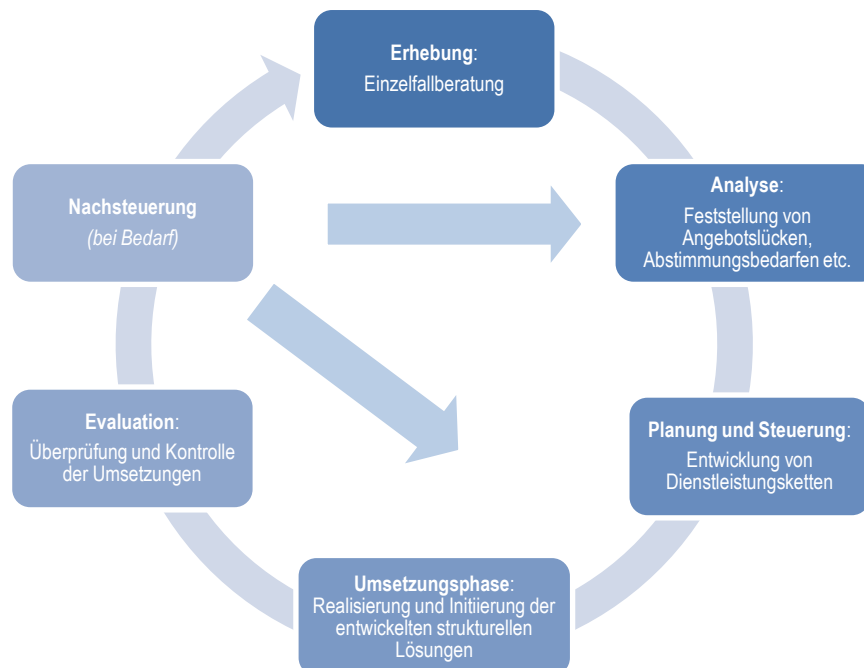 Erhebung:
Einzelfallberatung
Analyse:
Feststellung von
Angebotslücken,
Abstimmungsbedarfen etc.
Planung und Steuerung:
Entwicklung von
Dienstleistungsketten
Umsetzungsphase:
Realisierung und Initiierung der
entwickelten strukturellen
Lösungen
Evaluation:
Überprüfung und Kontrolle
der Umsetzungen
Nachsteuerung
(bei Bedarf)